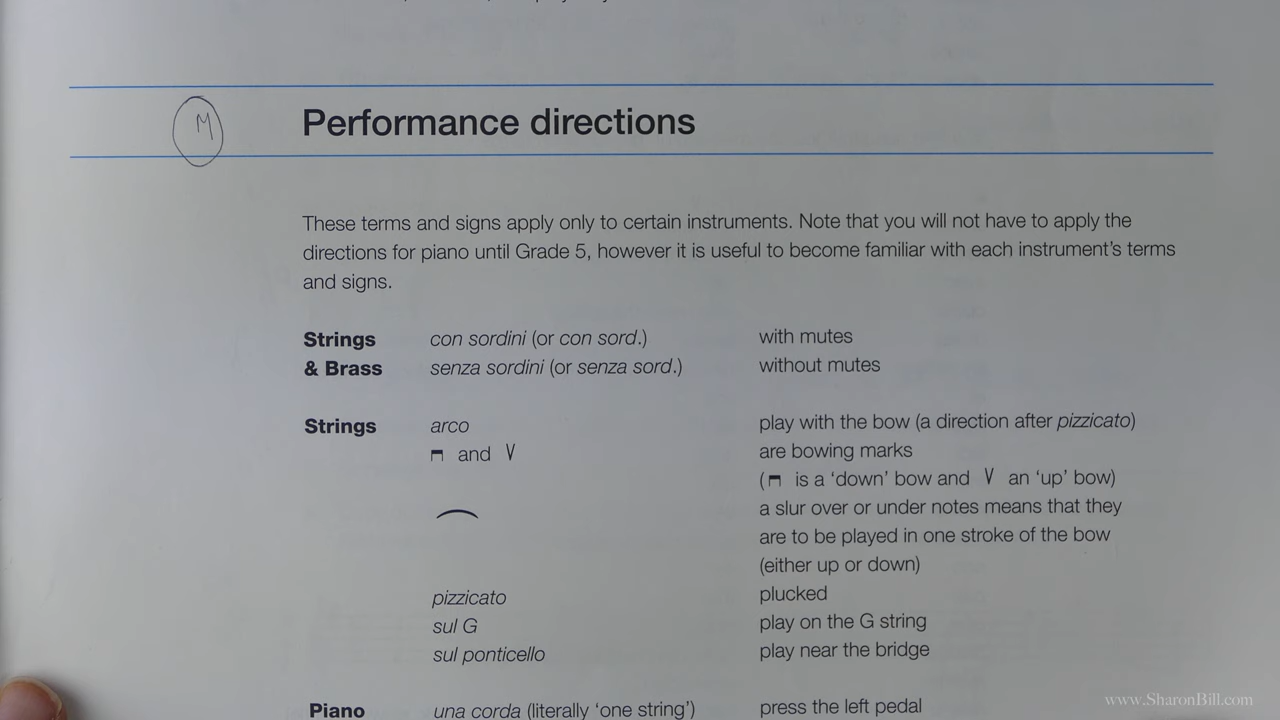 M
Performance directions
These terms and signs apply only to certain instruments. Note that you will not have to apply the
directions for piano until Grade 5, however it is useful to become familiar with each instrument's terms
and signs.
Strings con sordini (or con sord.) with mutes
& Brass senza sordini (or senza sord.) without mutes
Strings arco play with the bow (a direction after pizzicato)
⊓ and V are bowing marks
(⊓ is a 'down' bow and V an 'up' bow)
a slur over or under notes means that they
are to be played in one stroke of the bow
(either up or down)
pizzicato plucked
sul G play on the G string
sul ponticello play near the bridge
Piano una corda (literally 'one string') press the left pedal
www.SharonBill.com